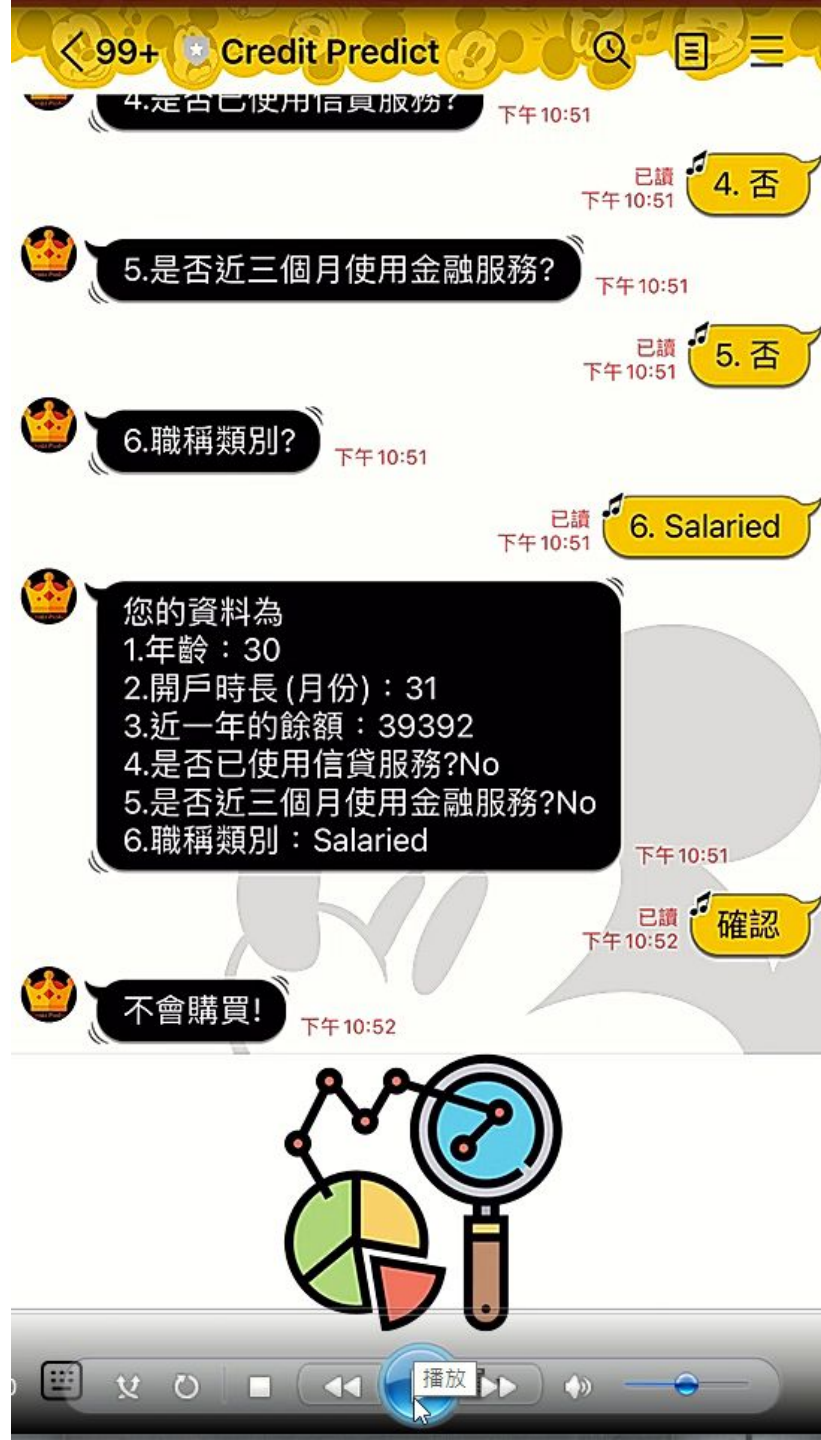 99+ Credit Predict
4.是否已使用信貸服務?
下午10:51
已讀
下午10:51
4. 否
5.是否近三個月使用金融服務?
下午10:51
已讀
下午10:51
5. 否
6.職稱類別?
下午10:51
已讀
下午10:51
6. Salaried
您的資料為
1.年齡：30
2.開戶時長(月份)：31
3.近一年的餘額：39392
4.是否已使用信貸服務?No
5.是否近三個月使用金融服務?No
6.職稱類別：Salaried
下午10:51
已讀
下午10:52
確認
不會購買!
下午10:52
播放